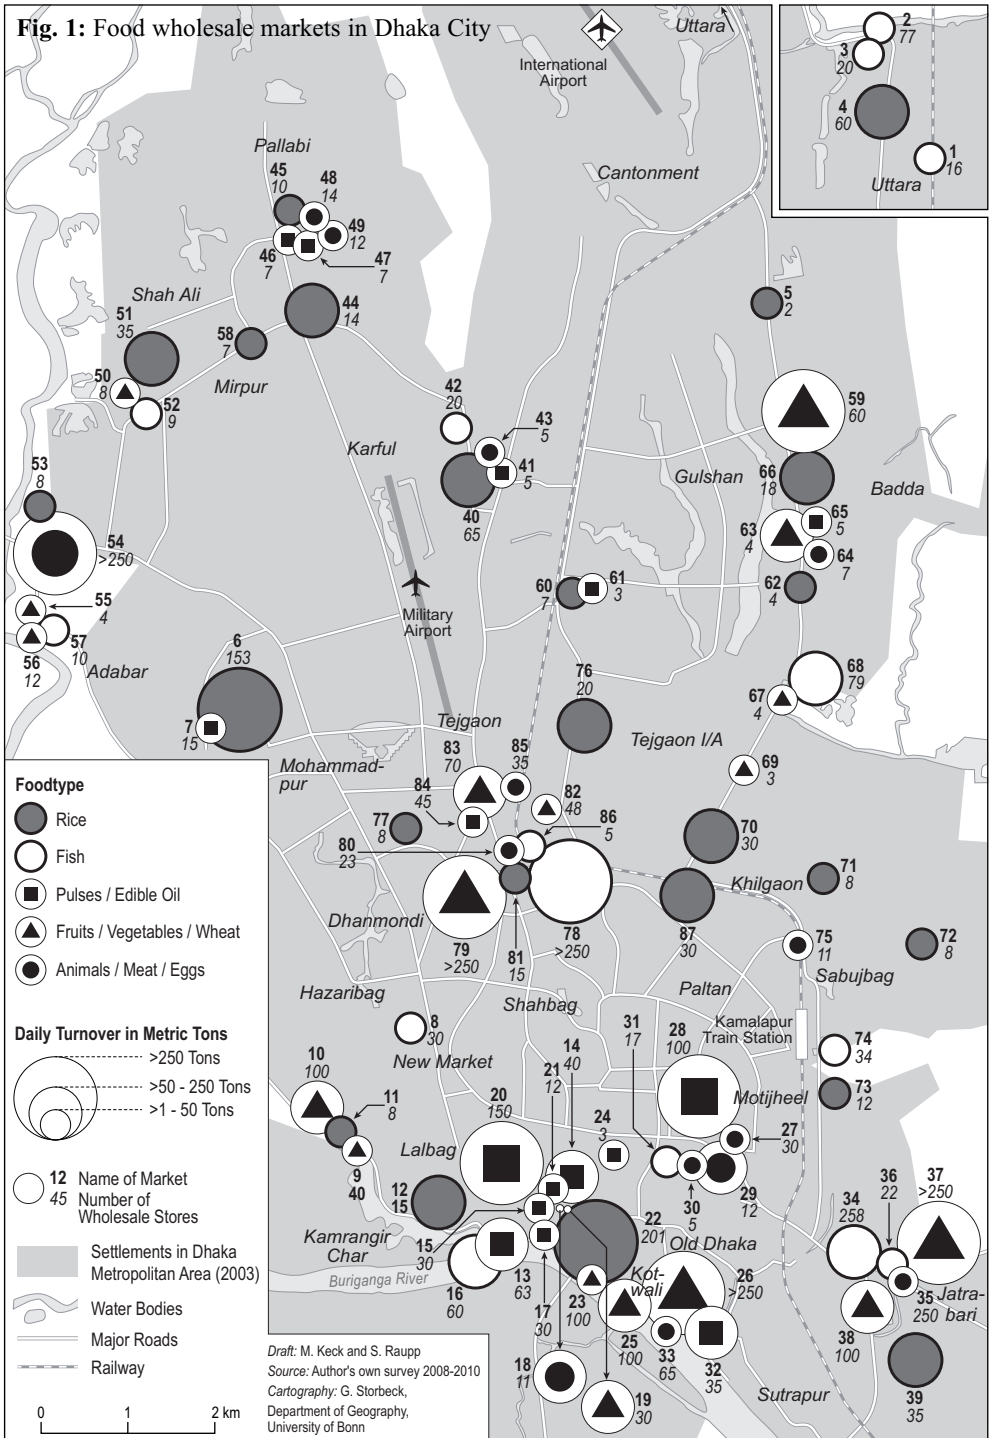 Fig. 1: Food wholesale markets in Dhaka City
Uttara
International
Airport
2
77
3
20
4
60
1
16
Uttara
Pallabi
45
10
48
14
49
12
46
7
47
7
Cantonment
Shah Ali
51
35
44
14
58
7
5
2
50
8
52
9
Mirpur
42
20
43
5
59
60
Karful
41
5
40
65
Gulshan
66
18
Badda
53
8
65
5
63
4
64
7
54
>250
60
7
61
3
62
4
55
4
56
12
57
10
Adabar
Military
Airport
6
153
7
15
76
20
68
79
67
4
Tejgaon
Tejgaon I/A
Mohammad-
pur
83
70
85
35
69
3
84
45
82
48
77
8
86
5
70
30
80
23
71
8
Khilgaon
Dhanmondi
79
>250
81
15
78
>250
87
30
75
11
72
8
Sabujbag
Hazaribag
Shahbag
Paltan
8
30
New Market
31
17
28
100
Kamalapur
Train Station
74
34
14
40
21
12
10
100
11
8
20
150
24
3
Motijheel
73
12
27
30
Lalbag
9
40
12
15
30
5
29
12
36
22
37
>250
34
258
Kamrangir
Char
15
30
22
201
Old Dhaka
Kot-
wali
26
>250
Buriganga River
16
60
13
63
17
30
23
100
35
250
Jatra-
bari
25
100
33
65
32
35
38
100
18
11
19
30
39
35
Sutrapur
Foodtype
Rice
Fish
Pulses / Edible Oil
Fruits / Vegetables / Wheat
Animals / Meat / Eggs
Daily Turnover in Metric Tons
>250 Tons
>50 - 250 Tons
>1 - 50 Tons
12 Name of Market
45 Number of
Wholesale Stores
Settlements in Dhaka
Metropolitan Area (2003)
Water Bodies
Major Roads
Railway
0 1 2 km
Draft: M. Keck and S. Raupp
Source: Author's own survey 2008-2010
Cartography: G. Storbeck,
Department of Geography,
University of Bonn